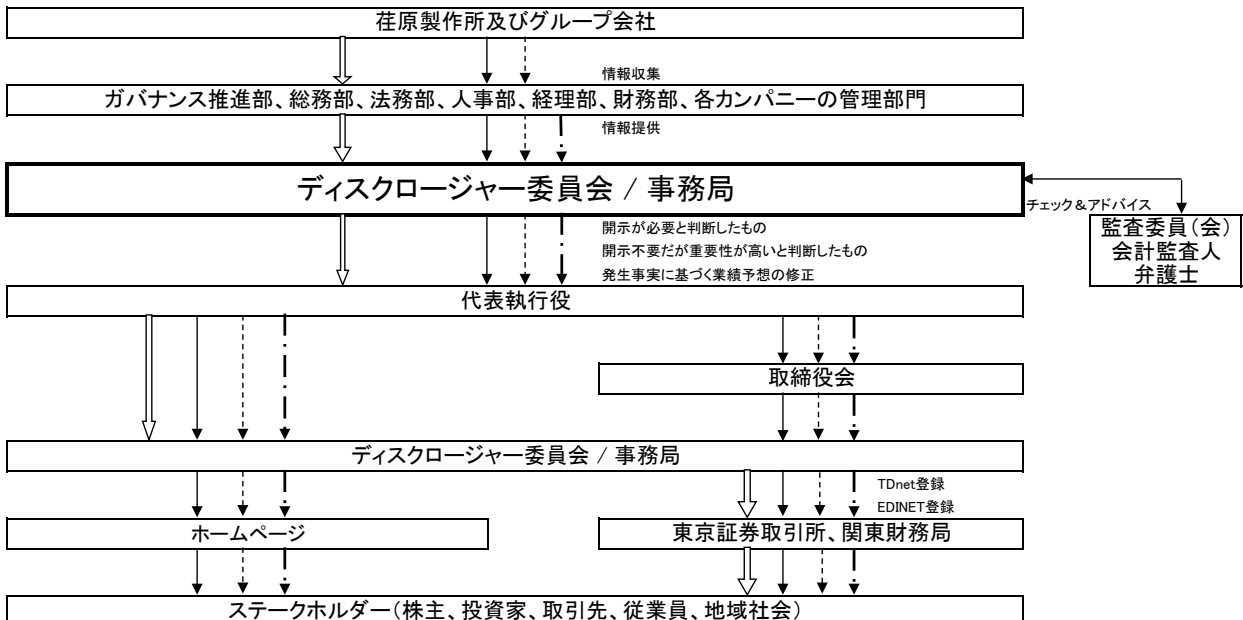 荏原製作所及びグループ会社
情報収集
ガバナンス推進部、総務部、法務部、人事部、経理部、財務部、各カンパニーの管理部門
情報提供
ディスクロージャー委員会 / 事務局
チェック＆アドバイス
監査委員(会)
会計監査人
弁護士
開示が必要と判断したもの
開示不要だが重要性が高いと判断したもの
発生事実に基づく業績予想の修正
代表執行役
取締役会
ディスクロージャー委員会 / 事務局
TDnet登録
EDINET登録
ホームページ
東京証券取引所、関東財務局
ステークホルダー(株主、投資家、取引先、従業員、地域社会)